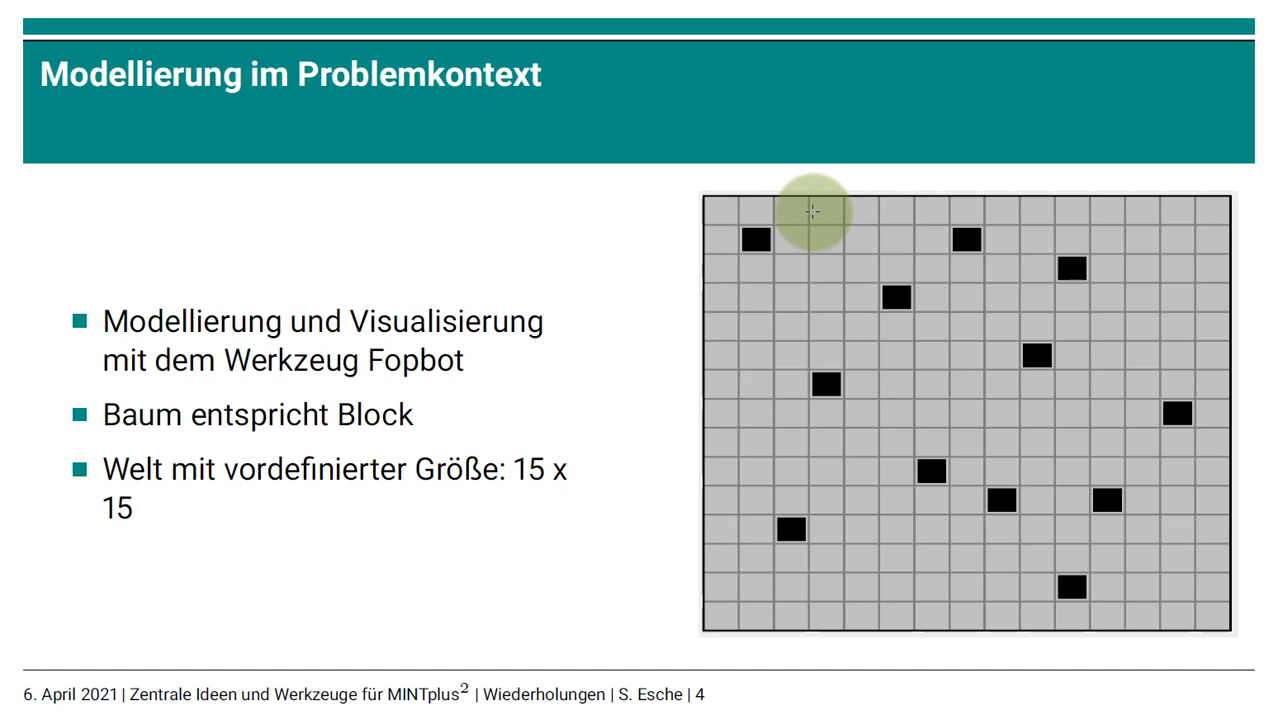 Modellierung im Problemkontext
Modellierung und Visualisierung
mit dem Werkzeug Fopbot
Baum entspricht Block
Welt mit vordefinierter Größe: 15 x
15
6. April 2021 | Zentrale Ideen und Werkzeuge für MINTplus² | Wiederholungen | S. Esche | 4